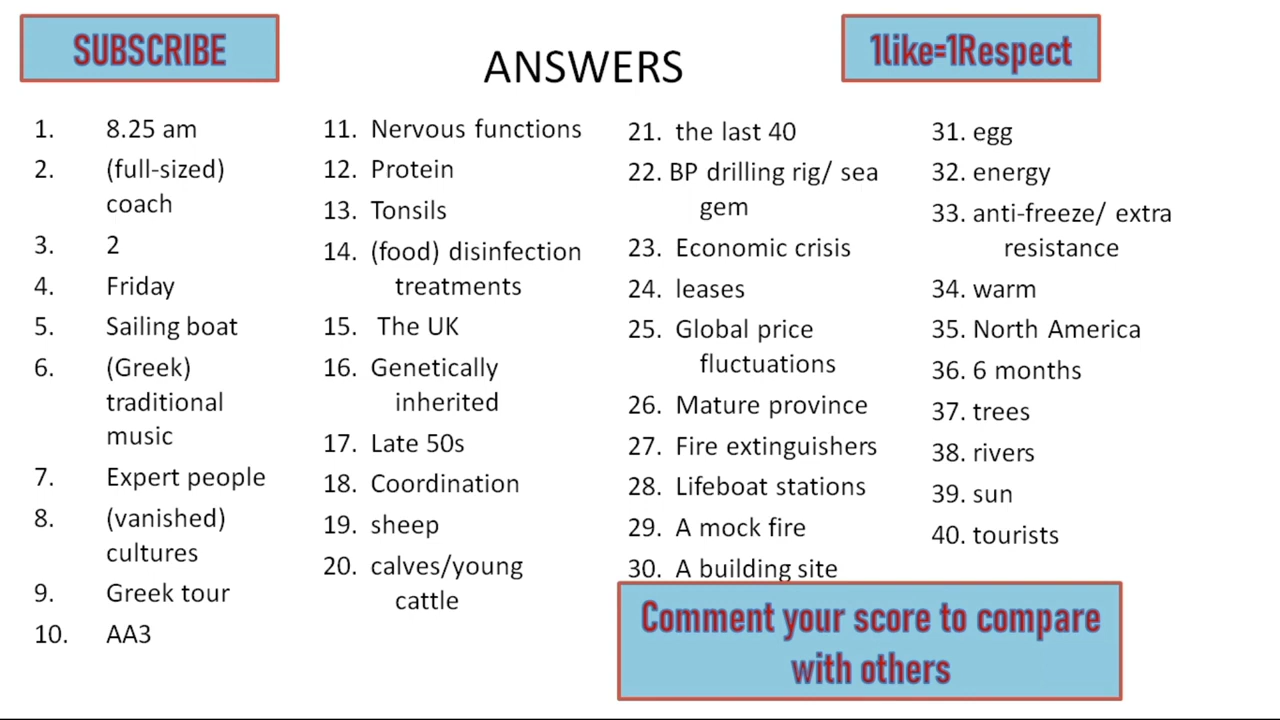 SUBSCRIBE
ANSWERS
1like=1Respect
1. 8.25 am
2. (full-sized)
coach
3. 2
4. Friday
5. Sailing boat
6. (Greek)
traditional
music
7. Expert people
8. (vanished)
cultures
9. Greek tour
10. AA3
11. Nervous functions
12. Protein
13. Tonsils
14. (food) disinfection
treatments
15. The UK
16. Genetically
inherited
17. Late 50s
18. Coordination
19. sheep
20. calves/young
cattle
21. the last 40
22. BP drilling rig/ sea
gem
23. Economic crisis
24. leases
25. Global price
fluctuations
26. Mature province
27. Fire extinguishers
28. Lifeboat stations
29. A mock fire
30. A building site
31. egg
32. energy
33. anti-freeze/ extra
resistance
34. warm
35. North America
36. 6 months
37. trees
38. rivers
39. sun
40. tourists
Comment your score to compare
with others